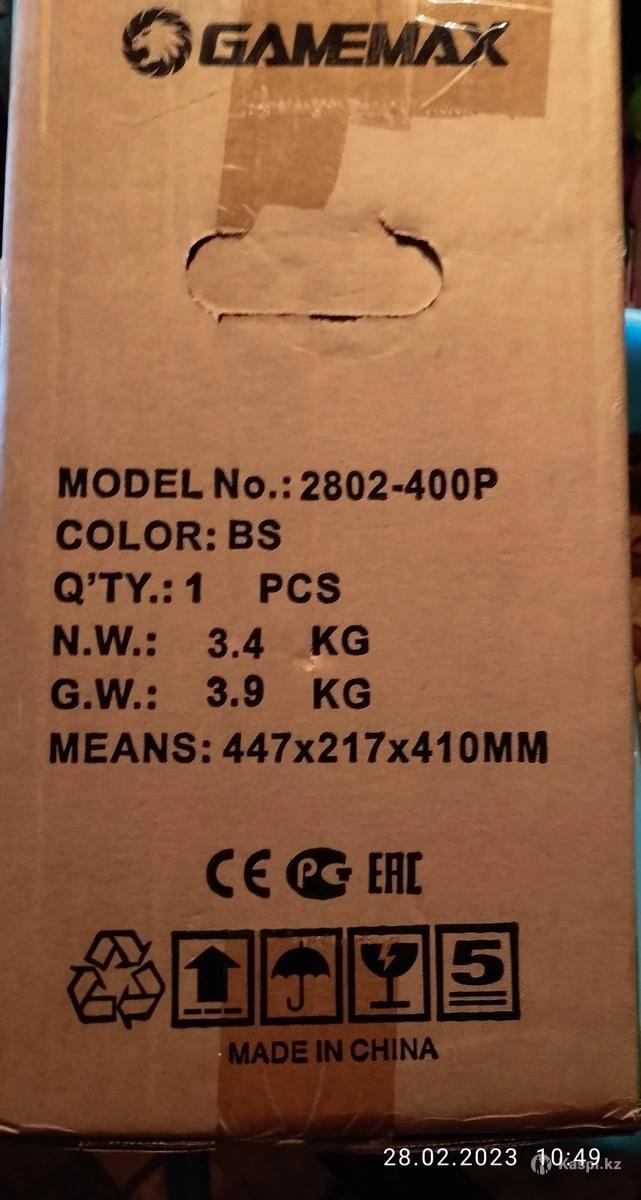 GAMEMAX
MODEL No.: 2802-400P
COLOR: BS
Q'TY.: 1 PCS
N.W.: 3.4 KG
G.W.: 3.9 KG
MEANS: 447x217x410MM
CE PG EAC
5
MADE IN CHINA
28.02.2023 10:49
Kaspi.kz